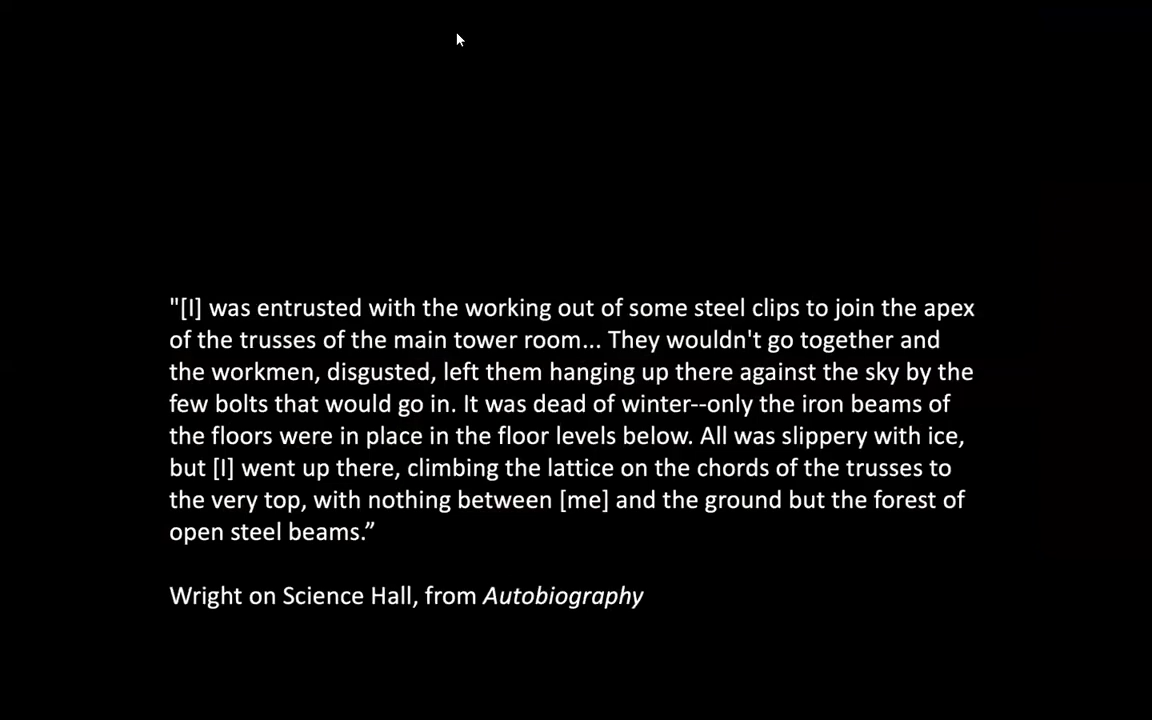 "[I] was entrusted with the working out of some steel clips to join the apex
of the trusses of the main tower room... They wouldn't go together and
the workmen, disgusted, left them hanging up there against the sky by the
few bolts that would go in. It was dead of winter--only the iron beams of
the floors were in place in the floor levels below. All was slippery with ice,
but [I] went up there, climbing the lattice on the chords of the trusses to
the very top, with nothing between [me] and the ground but the forest of
open steel beams.”
Wright on Science Hall, from Autobiography